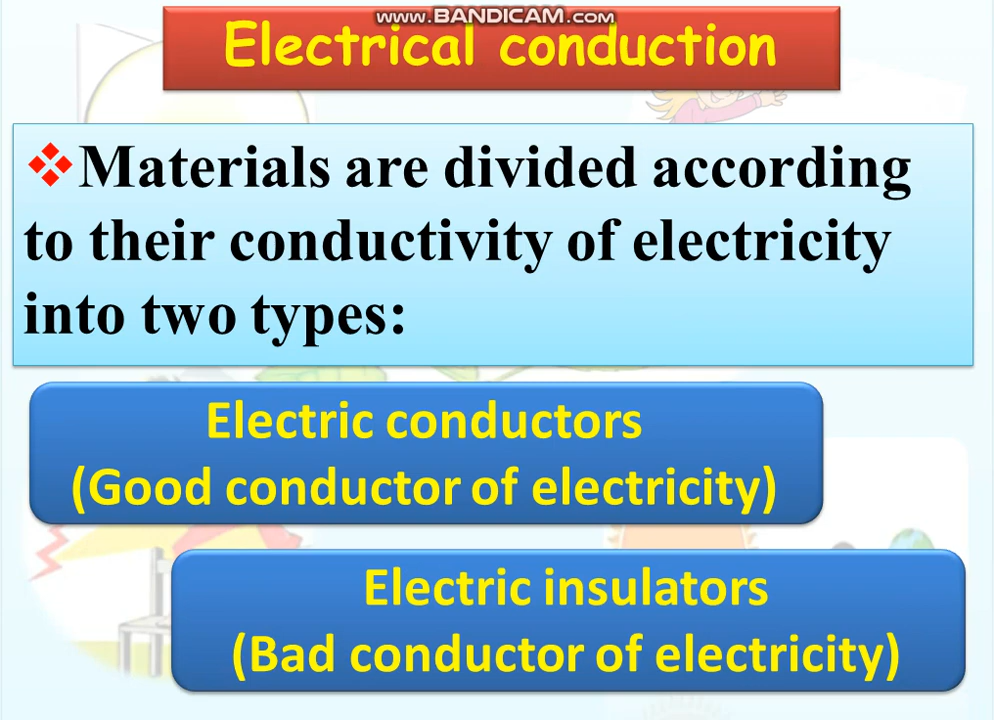 www.BANDICAM.com
Electrical conduction
❖Materials are divided according
to their conductivity of electricity
into two types:
Electric conductors
(Good conductor of electricity)
Electric insulators
(Bad conductor of electricity)